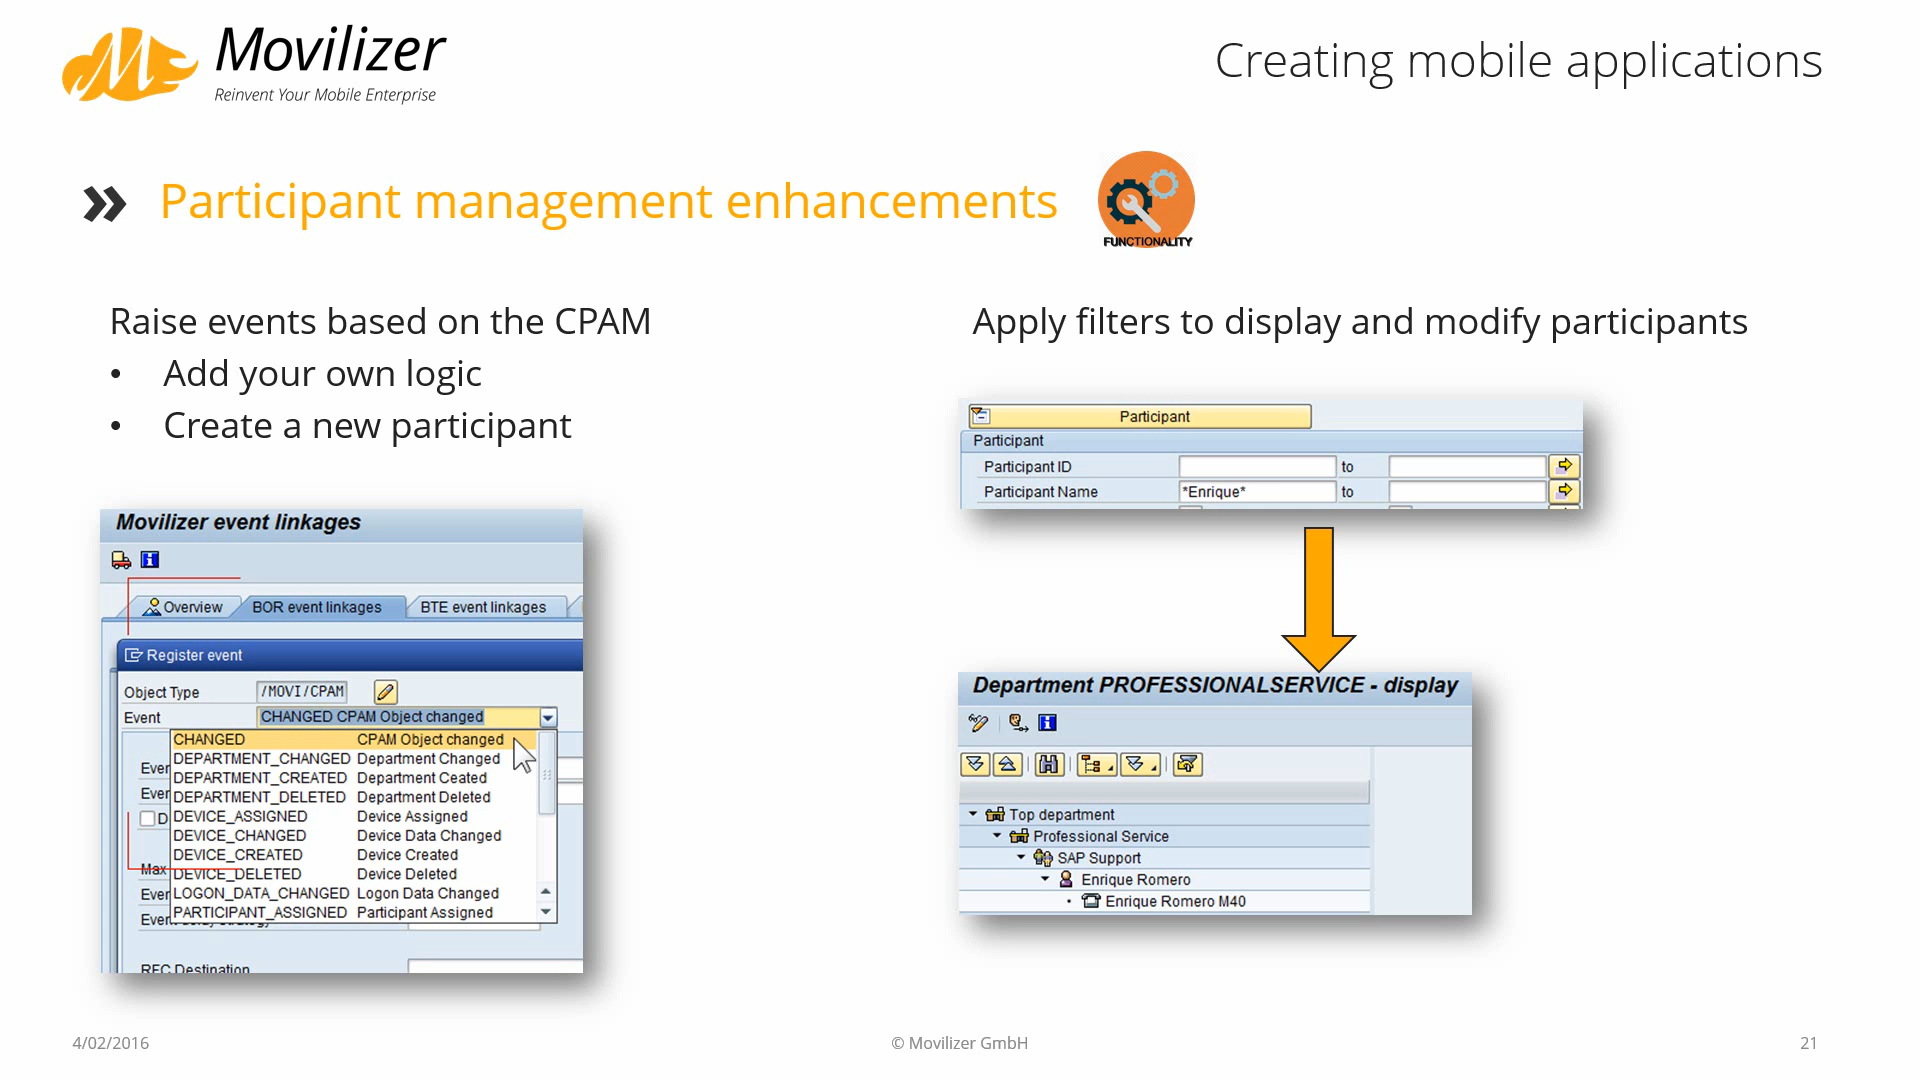 Movilizer
Reinvent Your Mobile Enterprise
Creating mobile applications
Participant management enhancements
FUNCTIONALITY
Raise events based on the CPAM
• Add your own logic
• Create a new participant
Movilizer event linkages
Overview BOR event linkages BTE event linkages
Register event
Object Type /MOVI/CPAM
Event CHANGED CPAM Object changed
CHANGED CPAM Object changed
DEPARTMENT_CHANGED Department Changed
DEPARTMENT_CREATED Department Ceated
DEPARTMENT_DELETED Department Deleted
DEVICE_ASSIGNED Device Assigned
DEVICE_CHANGED Device Data Changed
DEVICE_CREATED Device Created
DEVICE_DELETED Device Deleted
LOGON_DATA_CHANGED Logon Data Changed
PARTICIPANT_ASSIGNED Participant Assigned
Max
RFC Destination
Apply filters to display and modify participants
Participant
Participant
Participant ID to
Participant Name *Enrique* to
Department PROFESSIONALSERVICE - display
Top department
Professional Service
SAP Support
Enrique Romero
Enrique Romero M40
4/02/2016
© Movilizer GmbH
21